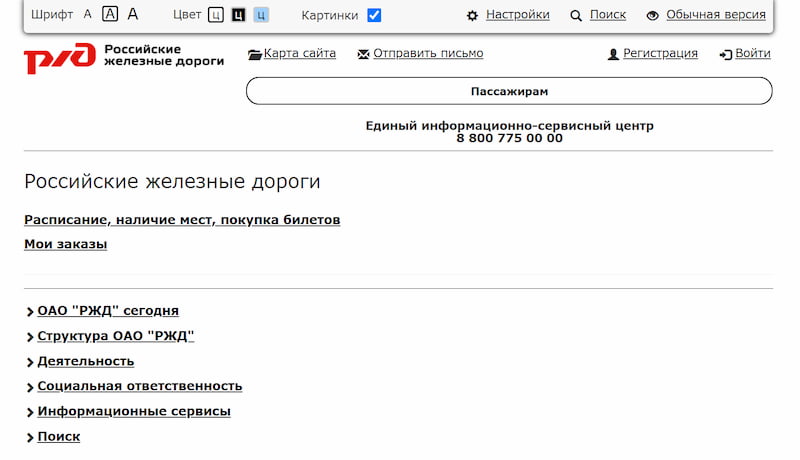 Шрифт А А А Цвет Ц Ц Ц Картинки Настройки Поиск Обычная версия
ржд Российские железные дороги
Карта сайта Отправить письмо Регистрация Войти
Пассажирам
Единый информационно-сервисный центр
8 800 775 00 00
Российские железные дороги
Расписание, наличие мест, покупка билетов
Мои заказы
ОАО "РЖД" сегодня
Структура ОАО "РЖД"
Деятельность
Социальная ответственность
Информационные сервисы
Поиск